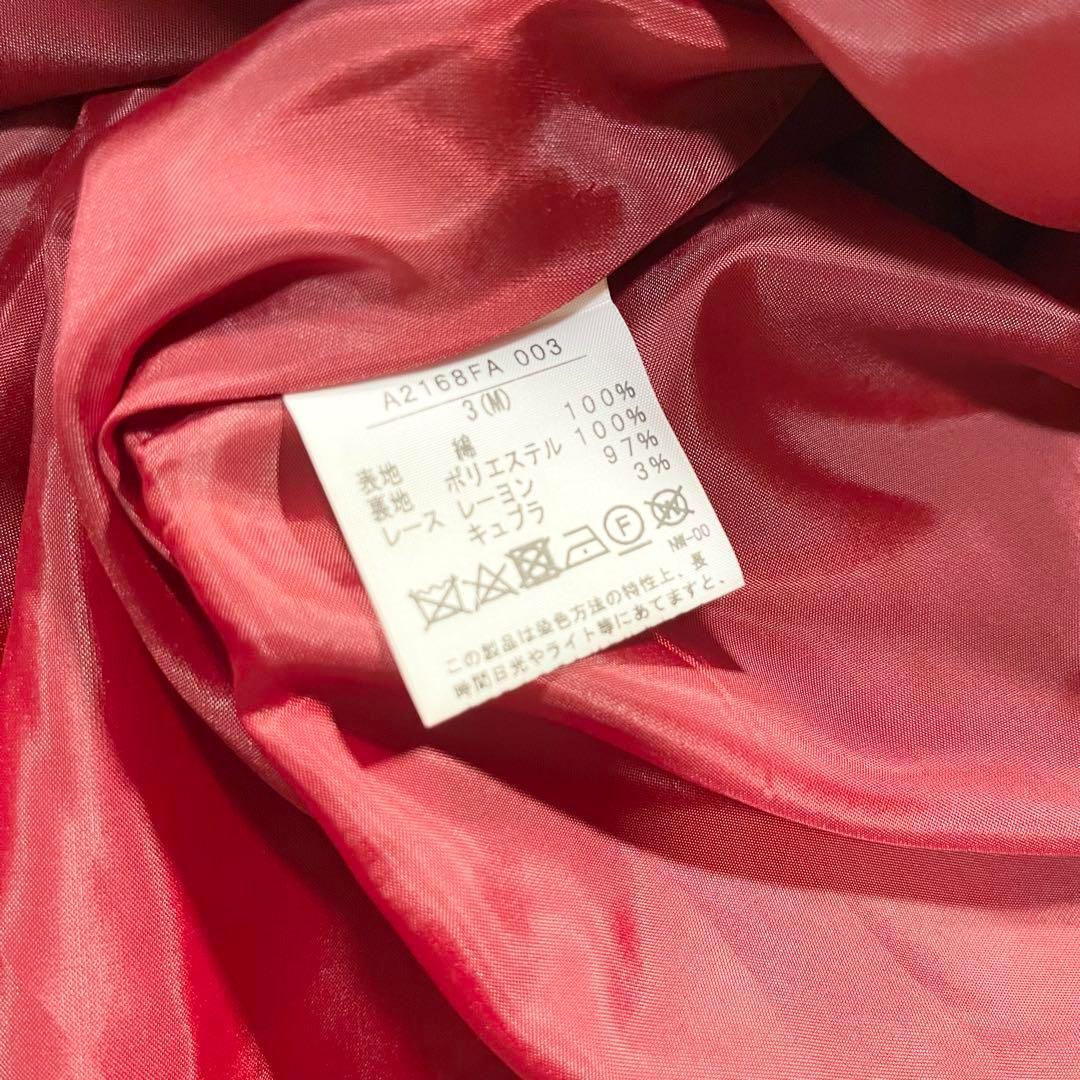 A2168FA 003
3(M)
表地 綿 100%
裏地 ポリエステル 100%
レース レーヨン 97%
キュプラ 3%
F
NW-00
この製品は染色方法の特性上、長
時間日光やライト等にあてますと、